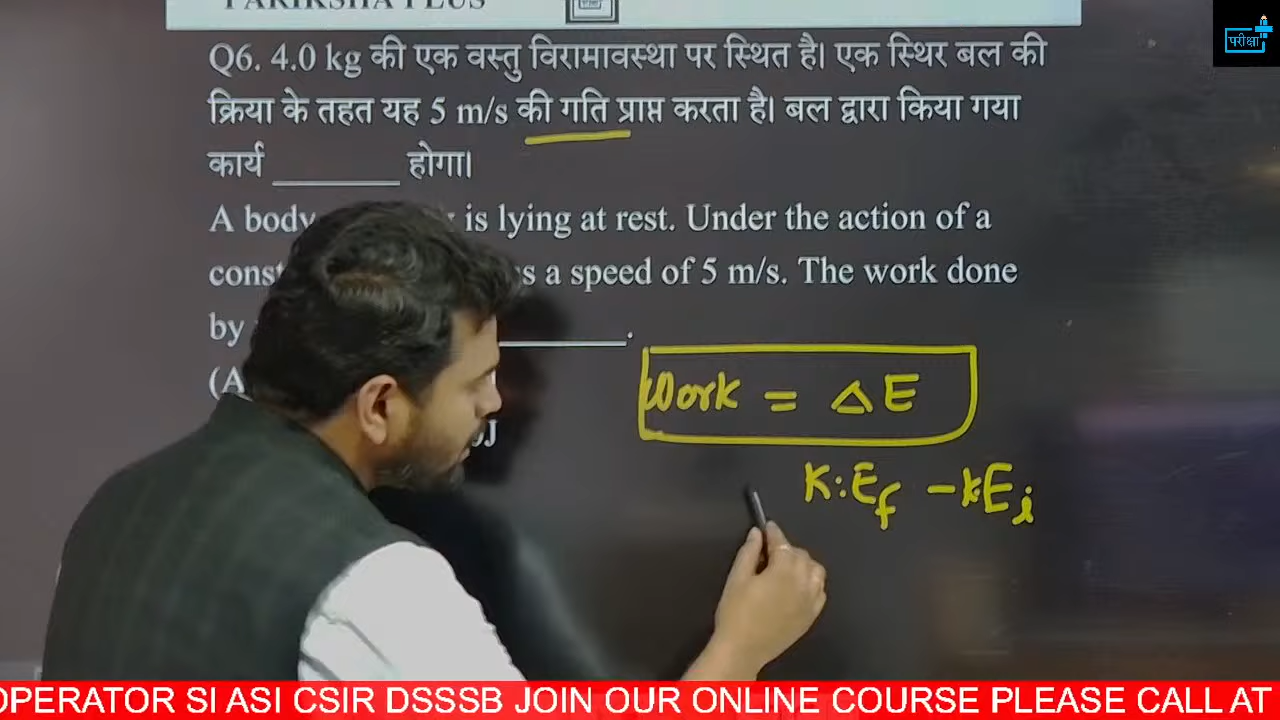 PARIKSHA PLUS
परीक्षा
Q6. 4.0 kg की एक वस्तु विरामावस्था पर स्थित है। एक स्थिर बल की
क्रिया के तहत यह 5 m/s की गति प्राप्त करता है। बल द्वारा किया गया
कार्य ________ होगा।
A body is lying at rest. Under the action of a
a speed of 5 m/s. The work done
by ________.
(A
Work = ΔE
K.E_f - kE_i
OPERATOR SI ASI CSIR DSSSB JOIN OUR ONLINE COURSE PLEASE CALL AT